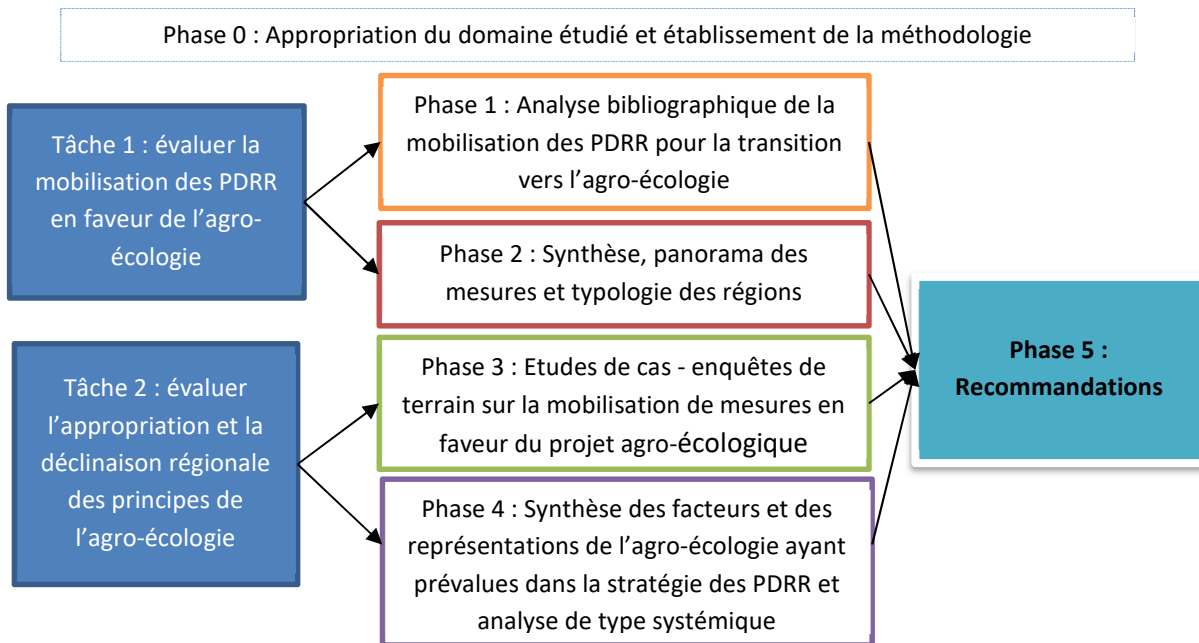 Phase 0 : Appropriation du domaine étudié et établissement de la méthodologie
Tâche 1 : évaluer la
mobilisation des PDRR
en faveur de l'agro-
écologie
Phase 1 : Analyse bibliographique de la
mobilisation des PDRR pour la transition
vers l'agro-écologie
Phase 2 : Synthèse, panorama des
mesures et typologie des régions
Tâche 2 : évaluer
l'appropriation et la
déclinaison régionale
des principes de
l'agro-écologie
Phase 3 : Etudes de cas - enquêtes de
terrain sur la mobilisation de mesures en
faveur du projet agro-écologique
Phase 4 : Synthèse des facteurs et des
représentations de l'agro-écologie ayant
prévalues dans la stratégie des PDRR et
analyse de type systémique
Phase 5 :
Recommandations